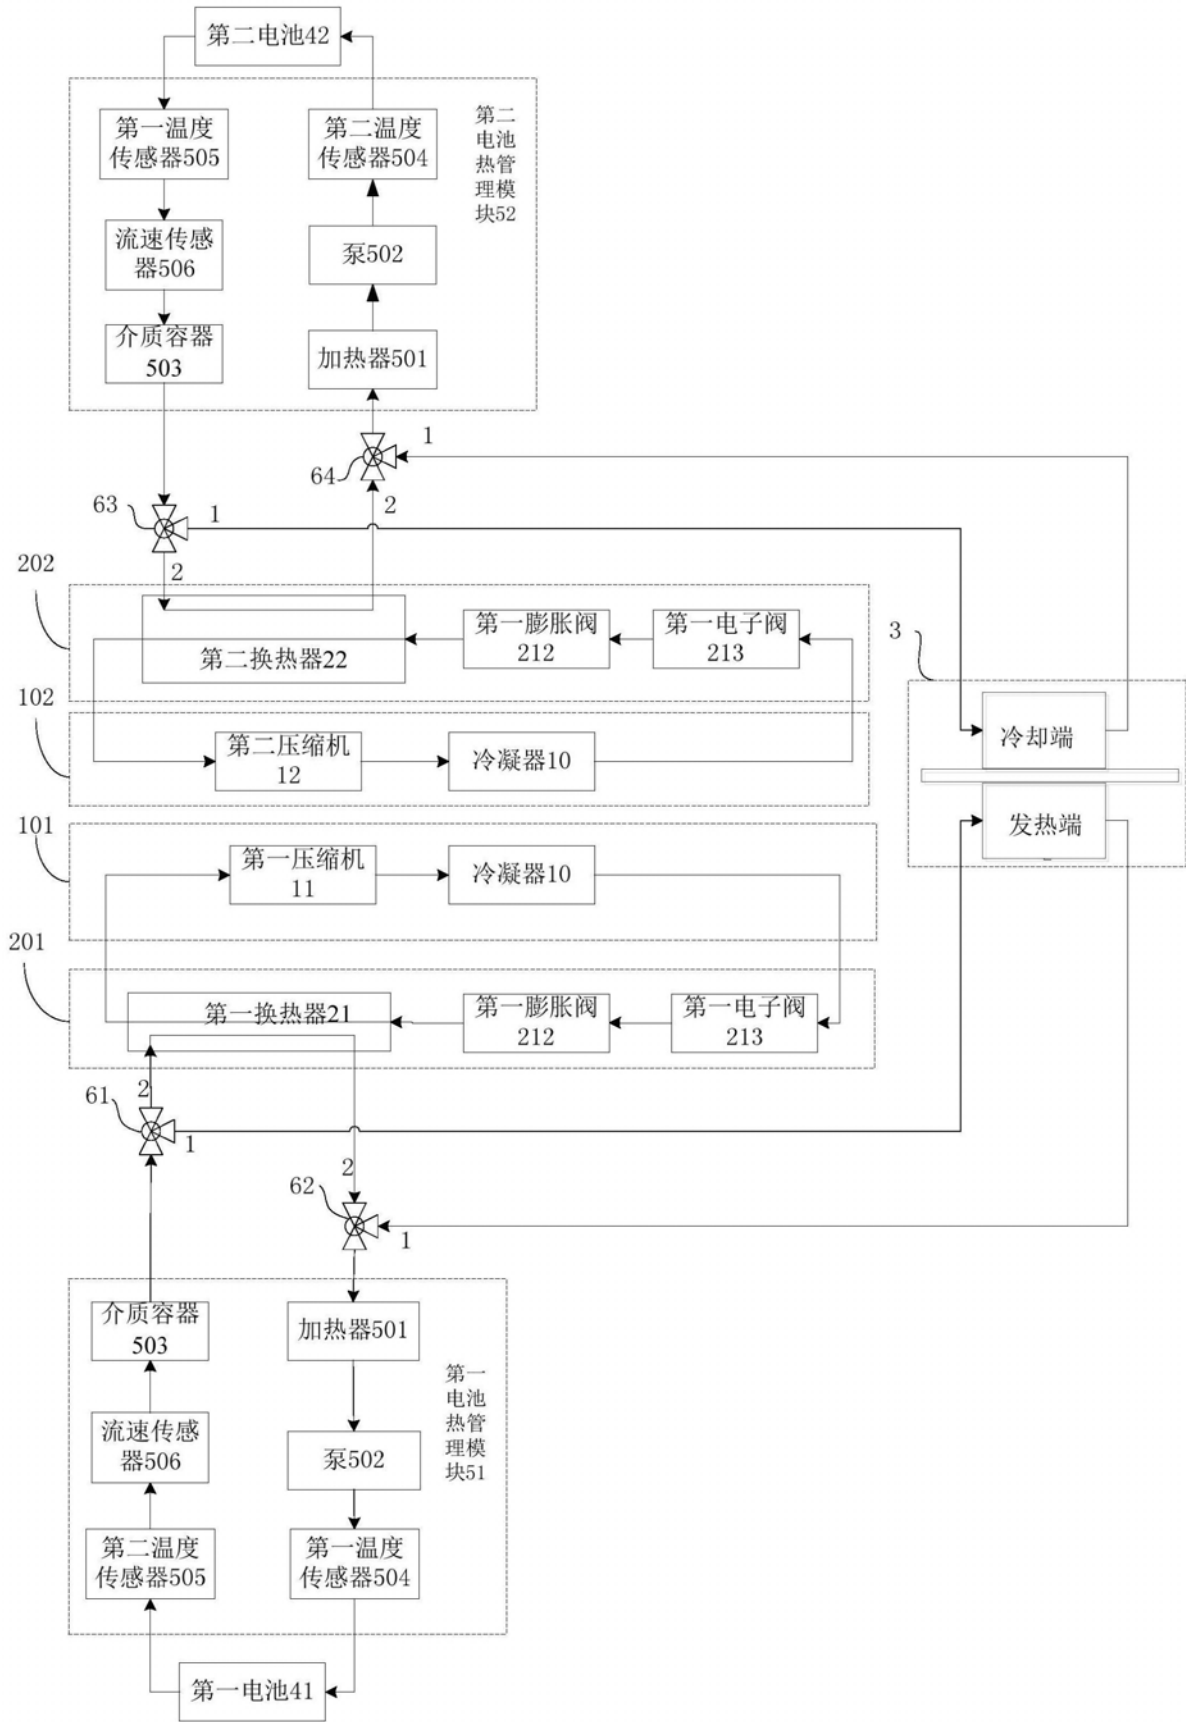 第二电池42
第一温度
传感器505
第二温度
传感器504
第二
电池
热管
理模
块52
流速传感
器506
泵502
介质容器
503
加热器501
1
64
2
63
1
2
202
第二换热器22
第一膨胀阀
212
第一电子阀
213
3
102
第二压缩机
12
冷凝器10
冷却端
发热端
101
第一压缩机
11
冷凝器10
201
第一换热器21
第一膨胀阀
212
第一电子阀
213
2
61
1
2
62
1
介质容器
503
加热器501
第一
电池
热管
理模
块51
流速传感
器506
泵502
第二温度
传感器505
第一温度
传感器504
第一电池41